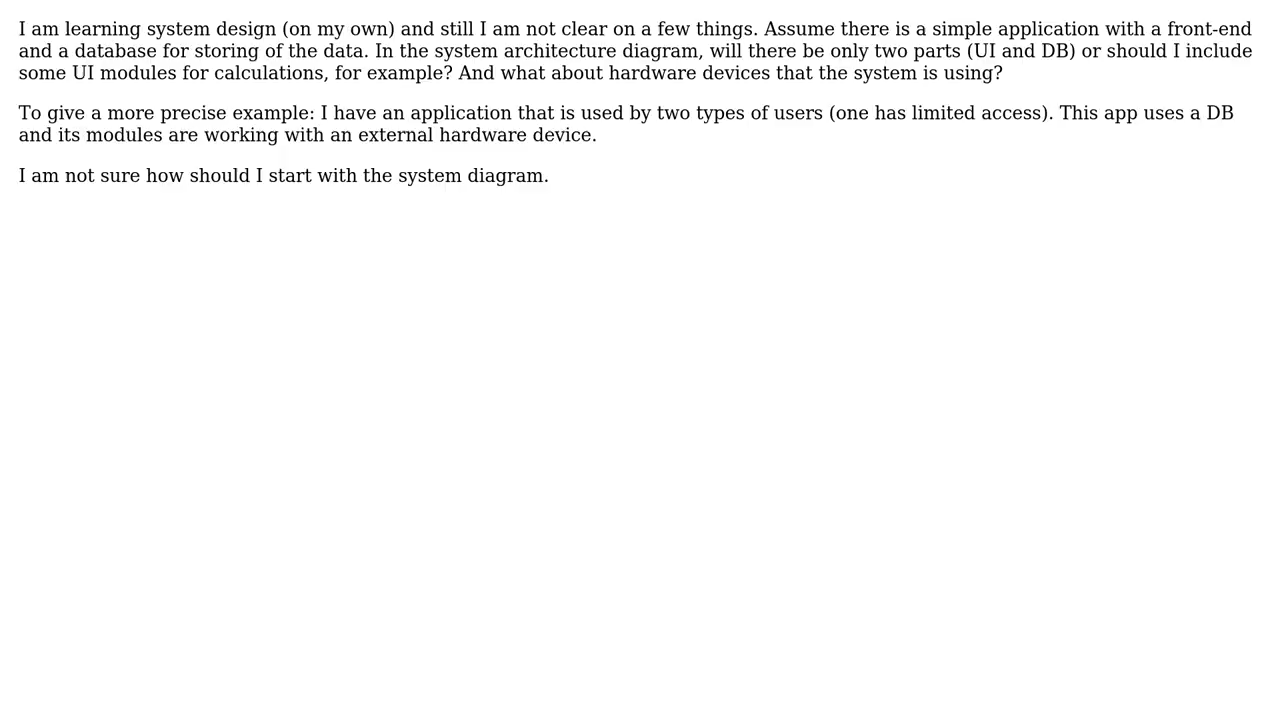 I am learning system design (on my own) and still I am not clear on a few things. Assume there is a simple application with a front-end
and a database for storing of the data. In the system architecture diagram, will there be only two parts (UI and DB) or should I include
some UI modules for calculations, for example? And what about hardware devices that the system is using?
To give a more precise example: I have an application that is used by two types of users (one has limited access). This app uses a DB
and its modules are working with an external hardware device.
I am not sure how should I start with the system diagram.